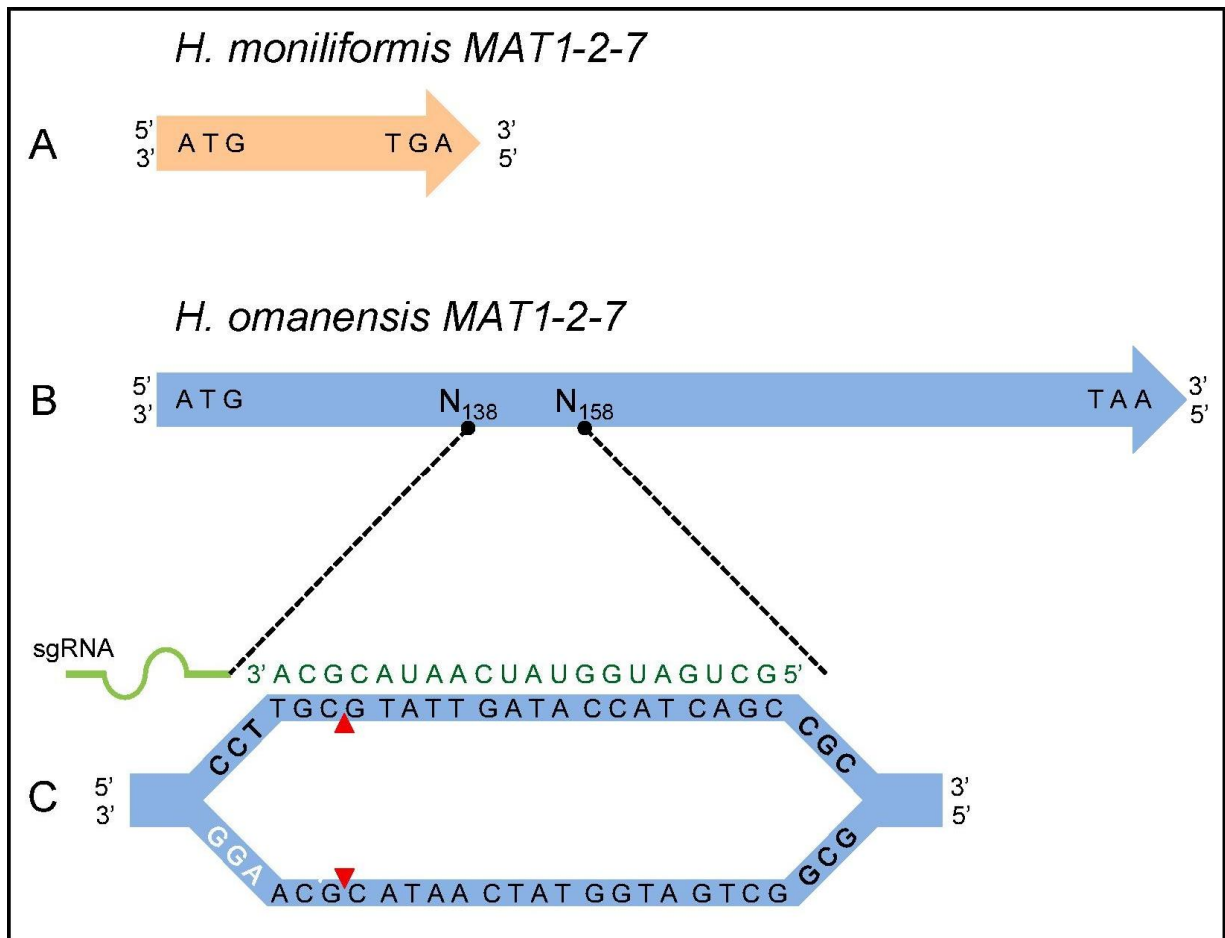 H. moniliformis MAT1-2-7
A
5’ ATG TGA 3’
3’ 5’
H. omanensis MAT1-2-7
B
5’ ATG N138 N158 TAA 3’
3’ 5’
sgRNA
3’ ACGCAUAACUAUGGUAGUCG 5’
CCT TGCG TATT GATA CCAT CAGC CGC
C
5’ 3’
3’ 5’
GGA ACGC ATAA CTAT GGTA GTCG GCG